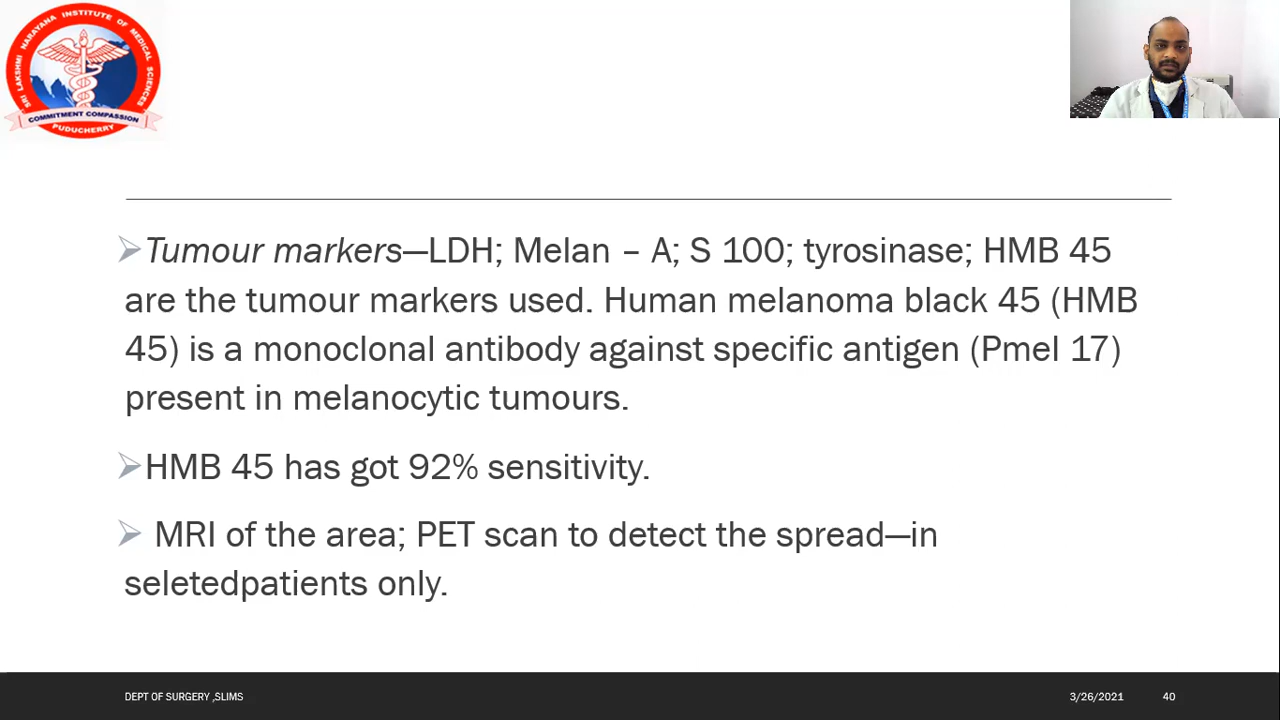 SRI LAKSHMI NARAYANA INSTITUTE OF MEDICAL SCIENCES
COMMITMENT COMPASSION
PUDUCHERRY
Tumour markers—LDH; Melan – A; S 100; tyrosinase; HMB 45
are the tumour markers used. Human melanoma black 45 (HMB
45) is a monoclonal antibody against specific antigen (Pmel 17)
present in melanocytic tumours.
HMB 45 has got 92% sensitivity.
MRI of the area; PET scan to detect the spread—in
seletedpatients only.
DEPT OF SURGERY ,SLIMS
3/26/2021
40